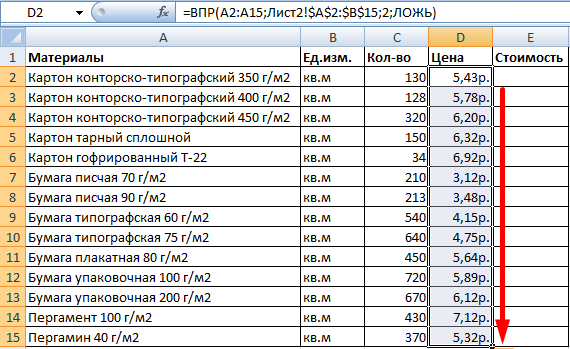 D2 fx =ВПР(A2:A15;Лист2!$A$2:$B$15;2;ЛОЖЬ)
A B C D E
1 Материалы Ед.изм. Кол-во Цена Стоимость
2 Картон конторско-типографский 350 г/м2 кв.м 130 5,43р.
3 Картон конторско-типографский 400 г/м2 кв.м 128 5,78р.
4 Картон конторско-типографский 450 г/м2 кв.м 320 6,20р.
5 Картон тарный сплошной кв.м 150 6,32р.
6 Картон гофрированный Т-22 кв.м 34 6,92р.
7 Бумага писчая 70 г/м2 кв.м 210 3,12р.
8 Бумага писчая 90 г/м2 кв.м 213 3,48р.
9 Бумага типографская 60 г/м2 кв.м 540 4,15р.
10 Бумага типографская 75 г/м2 кв.м 640 4,75р.
11 Бумага плакатная 80 г/м2 кв.м 450 5,64р.
12 Бумага упаковочная 100 г/м2 кв.м 720 5,89р.
13 Бумага упаковочная 200 г/м2 кв.м 670 6,12р.
14 Пергамент 100 г/м2 кв.м 430 7,12р.
15 Пергамин 40 г/м2 кв.м 370 5,32р.